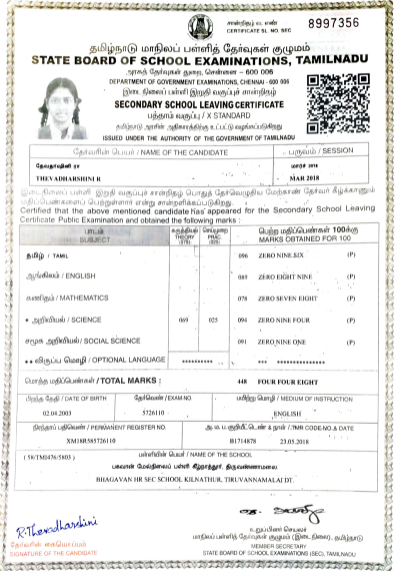 சான்றிதழ் வ. எண்
CERTIFICATE SL. NO. SEC 8997356
தமிழ்நாடு மாநிலப் பள்ளித் தேர்வுகள் குழுமம்
STATE BOARD OF SCHOOL EXAMINATIONS, TAMILNADU
அரசுத் தேர்வுகள் துறை, சென்னை – 600 006
DEPARTMENT OF GOVERNMENT EXAMINATIONS, CHENNAI - 600 006
இடைநிலைப் பள்ளி இறுதி வகுப்புச் சான்றிதழ்
SECONDARY SCHOOL LEAVING CERTIFICATE
பத்தாம் வகுப்பு / X STANDARD
தமிழ்நாடு அரசின் அதிகாரத்திற்கு உட்பட்டு வழங்கப்படுகிறது
ISSUED UNDER THE AUTHORITY OF THE GOVERNMENT OF TAMILNADU
தேர்வரின் பெயர் / NAME OF THE CANDIDATE பருவம் / SESSION
தேவதர்ஷினி ரா மார்ச் 2018
THEVADHARSHINI R MAR 2018
இடைநிலைப் பள்ளி இறுதி வகுப்பு சான்றிதழ் பொதுத் தேர்வெழுதிய மேற்காண் தேர்வர் கீழ்க்காணும்
மதிப்பெண்களைப் பெற்றுள்ளார் என்று சான்றளிக்கப்படுகிறது.
Certified that the above mentioned candidate has appeared for the Secondary School Leaving
Certificate Public Examination and obtained the following marks :
பாடம் கருத்தியல் செய்முறை பெற்ற மதிப்பெண்கள் 100க்கு
SUBJECT THEORY (75) PRAC. (25) MARKS OBTAINED FOR 100
தமிழ் / TAMIL 096 ZERO NINE SIX (P)
ஆங்கிலம் / ENGLISH 089 ZERO EIGHT NINE (P)
கணிதம் / MATHEMATICS 078 ZERO SEVEN EIGHT (P)
* அறிவியல் / SCIENCE 069 025 094 ZERO NINE FOUR (P)
சமூக அறிவியல் / SOCIAL SCIENCE 091 ZERO NINE ONE (P)
** விருப்ப மொழி / OPTIONAL LANGUAGE ********** *** **************
மொத்த மதிப்பெண்கள் / TOTAL MARKS : 448 FOUR FOUR EIGHT
பிறந்த தேதி / DATE OF BIRTH தேர்வெண் / EXAM NO. பயிற்று மொழி / MEDIUM OF INSTRUCTION
02.04.2003 5726110 ENGLISH
நிரந்தரப் பதிவெண் / PERMANENT REGISTER NO. TMR CODE NO. & DATE
XM18R585726110 B1714878 23.05.2018
பள்ளியின் பெயர் / NAME OF THE SCHOOL
( 58/TM0476/5803 )
பகவான் மேல்நிலைப் பள்ளி கீழ்நாத்தூர், திருவண்ணாமலை
BHAGAVAN HR SEC SCHOOL KILNATHUR, TIRUVANNAMALAI DT.
R.Thevadharshini
தேர்வரின் கையொப்பம்
SIGNATURE OF THE CANDIDATE
உறுப்பினர் செயலர்
மாநிலப் பள்ளித் தேர்வுகள் குழுமம் (இடைநிலை), தமிழ்நாடு
MEMBER SECRETARY
STATE BOARD OF SCHOOL EXAMINATIONS (SEC), TAMILNADU